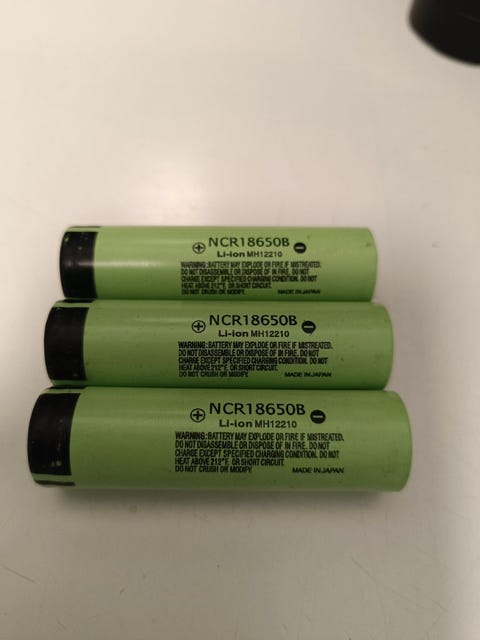 ⊕ NCR18650B ⊖
Li-ion MH12210
WARNING: BATTERY MAY EXPLODE OR FIRE IF MISTREATED.
DO NOT DISASSEMBLE OR DISPOSE OF IN FIRE. DO NOT
CHARGE EXCEPT SPECIFIED CHARGING CONDITION. DO NOT
HEAT ABOVE 212°F, OR SHORT CIRCUIT.
DO NOT CRUSH OR MODIFY. MADE IN JAPAN
⊕ NCR18650B ⊖
Li-ion MH12210
WARNING: BATTERY MAY EXPLODE OR FIRE IF MISTREATED.
DO NOT DISASSEMBLE OR DISPOSE OF IN FIRE. DO NOT
CHARGE EXCEPT SPECIFIED CHARGING CONDITION. DO NOT
HEAT ABOVE 212°F, OR SHORT CIRCUIT.
DO NOT CRUSH OR MODIFY. MADE IN JAPAN
⊕ NCR18650B ⊖
Li-ion MH12210
WARNING: BATTERY MAY EXPLODE OR FIRE IF MISTREATED.
DO NOT DISASSEMBLE OR DISPOSE OF IN FIRE. DO NOT
CHARGE EXCEPT SPECIFIED CHARGING CONDITION. DO NOT
HEAT ABOVE 212°F, OR SHORT CIRCUIT.
DO NOT CRUSH OR MODIFY. MADE IN JAPAN